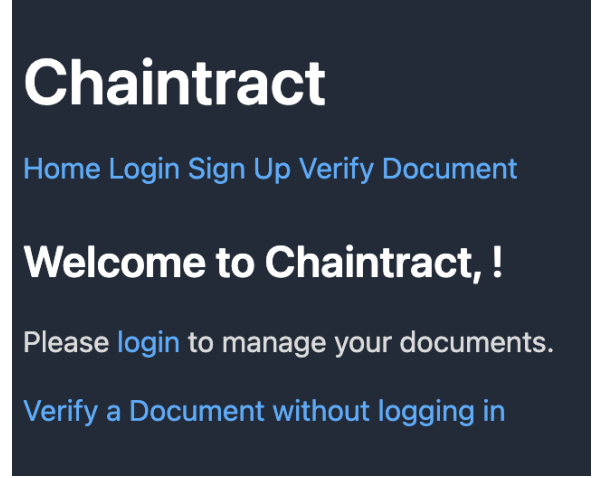 Chaintract
Home Login Sign Up Verify Document
Welcome to Chaintract, !
Please login to manage your documents.
Verify a Document without logging in